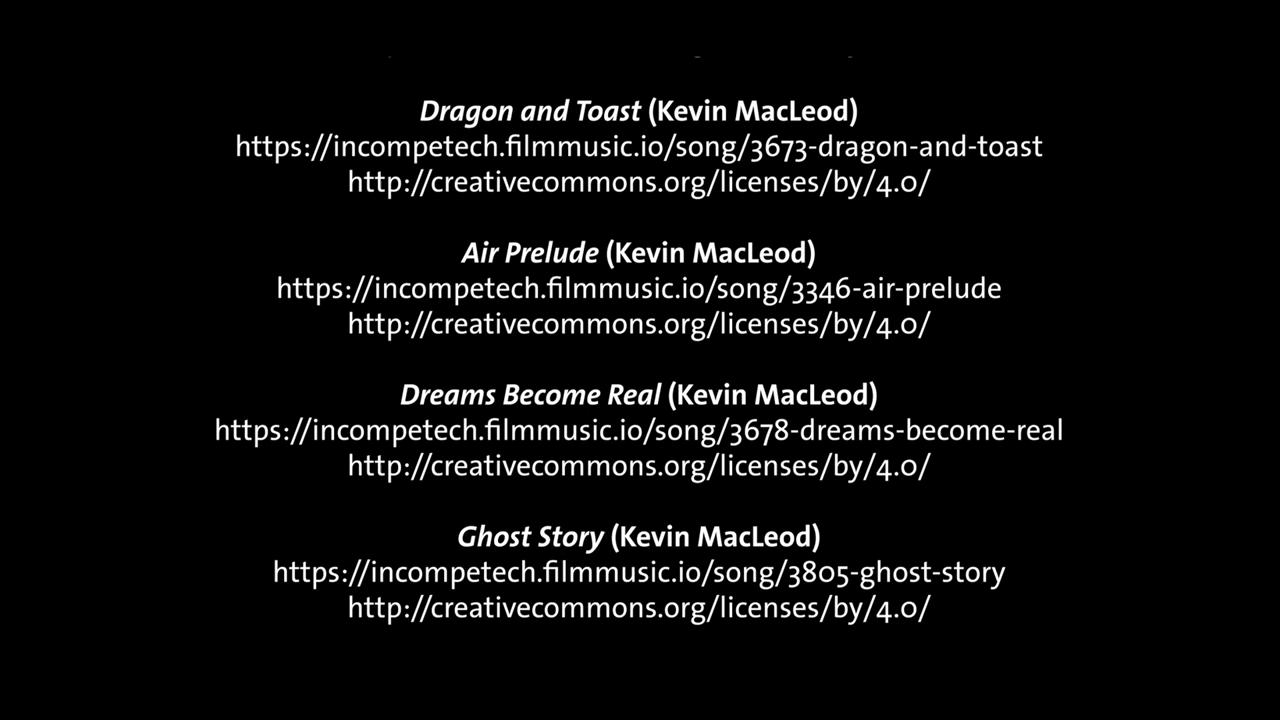 Dragon and Toast (Kevin MacLeod)
https://incompetech.filmmusic.io/song/3673-dragon-and-toast
http://creativecommons.org/licenses/by/4.0/
Air Prelude (Kevin MacLeod)
https://incompetech.filmmusic.io/song/3346-air-prelude
http://creativecommons.org/licenses/by/4.0/
Dreams Become Real (Kevin MacLeod)
https://incompetech.filmmusic.io/song/3678-dreams-become-real
http://creativecommons.org/licenses/by/4.0/
Ghost Story (Kevin MacLeod)
https://incompetech.filmmusic.io/song/3805-ghost-story
http://creativecommons.org/licenses/by/4.0/